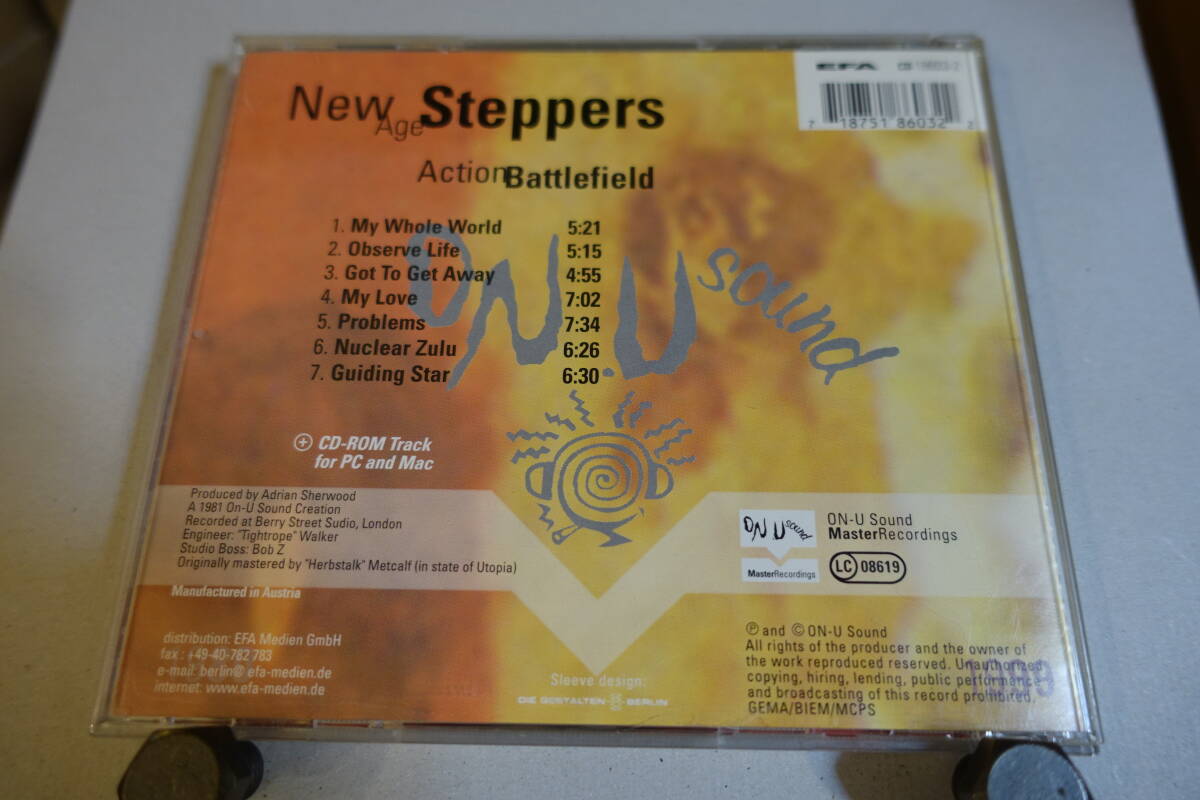 New Age Steppers
Action Battlefield
EFA CD 18603-2
7 18751 86032 2
1. My Whole World 5:21
2. Observe Life 5:15
3. Got To Get Away 4:55
4. My Love 7:02
5. Problems 7:34
6. Nuclear Zulu 6:26
7. Guiding Star 6:30
ON.U sound
CD-ROM Track
for PC and Mac
Produced by Adrian Sherwood
A 1981 On-U Sound Creation
Recorded at Berry Street Sudio, London
Engineer: "Tightrope" Walker
Studio Boss: Bob Z
Originally mastered by "Herbstalk" Metcalf (in state of Utopia)
Manufactured in Austria
distribution: EFA Medien GmbH
fax : +49-40-782 783
e-mail: berlin@ efa-medien.de
internet: www.efa-medien.de
Sleeve design:
DIE GESTALTEN BERLIN
ON U sound
MasterRecordings
ON-U Sound
MasterRecordings
LC 08619
℗ and © ON-U Sound
All rights of the producer and the owner of
the work reproduced reserved. Unauthorized
copying, hiring, lending, public performance
and broadcasting of this record prohibited.
GEMA/BIEM/MCPS